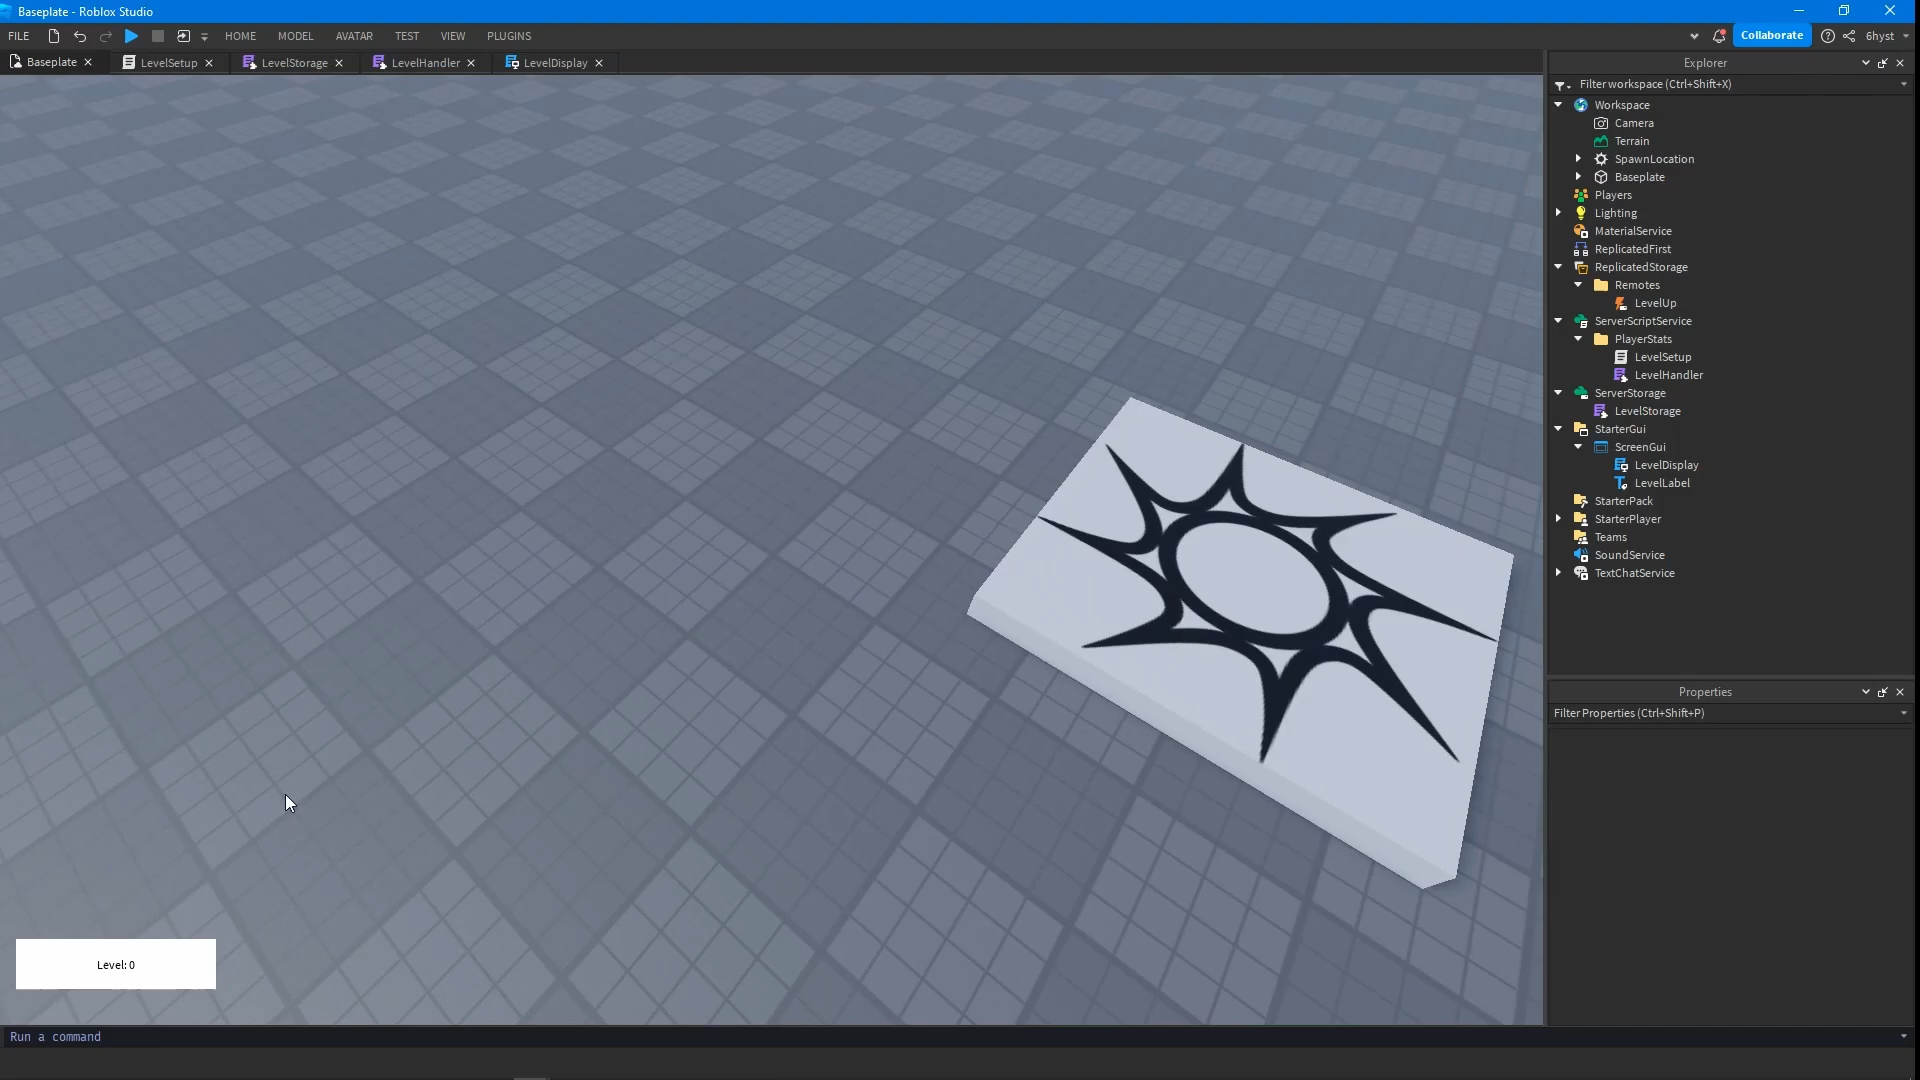 Baseplate - Roblox Studio
FILE HOME MODEL AVATAR TEST VIEW PLUGINS Collaborate 6hyst
Baseplate LevelSetup LevelStorage LevelHandler LevelDisplay
Explorer
Filter workspace (Ctrl+Shift+X)
Workspace
Camera
Terrain
SpawnLocation
Baseplate
Players
Lighting
MaterialService
ReplicatedFirst
ReplicatedStorage
Remotes
LevelUp
ServerScriptService
PlayerStats
LevelSetup
LevelHandler
ServerStorage
LevelStorage
StarterGui
ScreenGui
LevelDisplay
LevelLabel
StarterPack
StarterPlayer
Teams
SoundService
TextChatService
Properties
Filter Properties (Ctrl+Shift+P)
Level: 0
Run a command